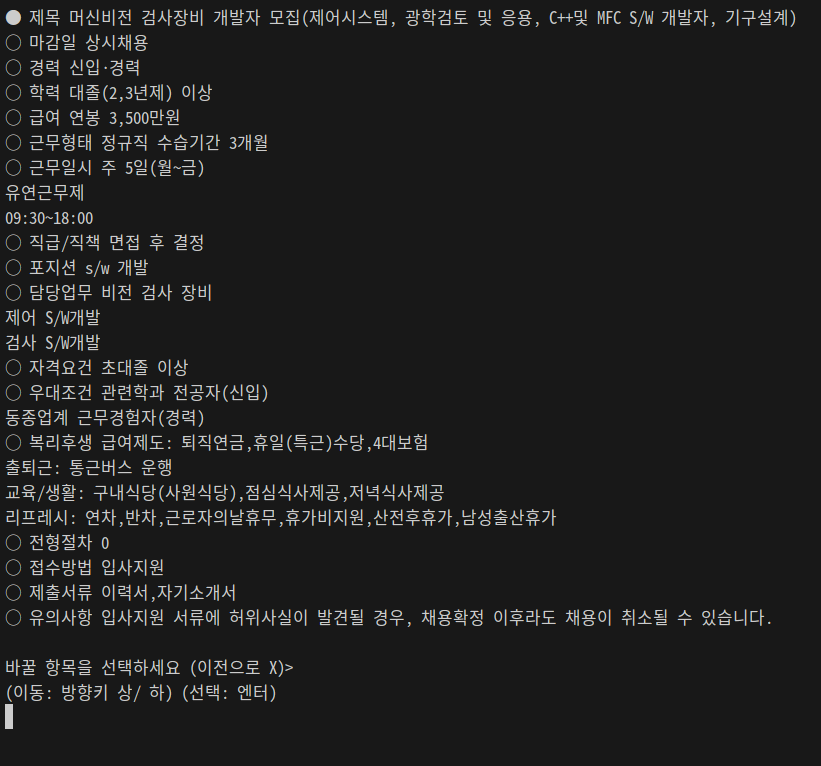 ● 제목 머신비전 검사장비 개발자 모집(제어시스템, 광학검토 및 응용, C++및 MFC S/W 개발자, 기구설계)
○ 마감일 상시채용
○ 경력 신입·경력
○ 학력 대졸(2,3년제) 이상
○ 급여 연봉 3,500만원
○ 근무형태 정규직 수습기간 3개월
○ 근무일시 주 5일(월~금)
유연근무제
09:30~18:00
○ 직급/직책 면접 후 결정
○ 포지션 s/w 개발
○ 담당업무 비전 검사 장비
제어 S/W개발
검사 S/W개발
○ 자격요건 초대졸 이상
○ 우대조건 관련학과 전공자(신입)
동종업계 근무경험자(경력)
○ 복리후생 급여제도: 퇴직연금,휴일(특근)수당,4대보험
출퇴근: 통근버스 운행
교육/생활: 구내식당(사원식당),점심식사제공,저녁식사제공
리프레시: 연차,반차,근로자의날휴무,휴가비지원,산전후휴가,남성출산휴가
○ 전형절차 0
○ 접수방법 입사지원
○ 제출서류 이력서,자기소개서
○ 유의사항 입사지원 서류에 허위사실이 발견될 경우, 채용확정 이후라도 채용이 취소될 수 있습니다.
바꿀 항목을 선택하세요 (이전으로 X)>
(이동: 방향키 상/ 하) (선택: 엔터)